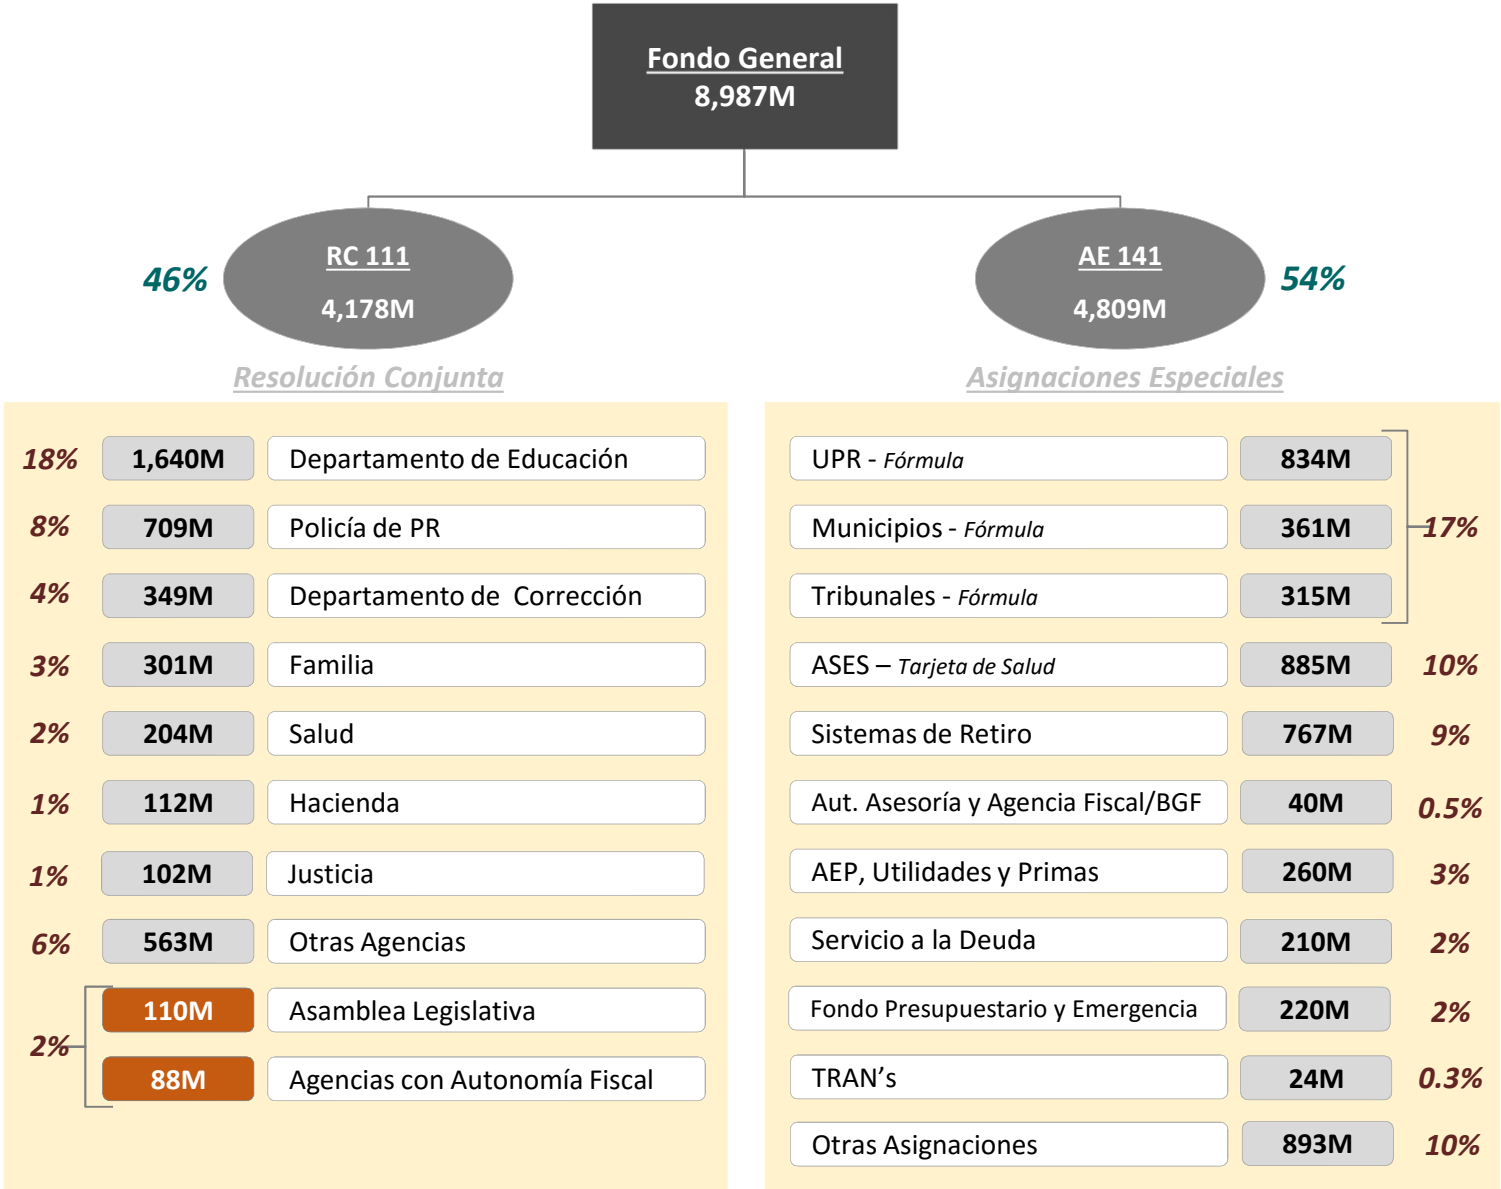 Fondo General
8,987M
46%
RC 111
4,178M
AE 141
4,809M
54%
Resolución Conjunta
Asignaciones Especiales
18% 1,640M Departamento de Educación
8% 709M Policía de PR
4% 349M Departamento de Corrección
3% 301M Familia
2% 204M Salud
1% 112M Hacienda
1% 102M Justicia
6% 563M Otras Agencias
110M Asamblea Legislativa
2%
88M Agencias con Autonomía Fiscal
UPR - Fórmula 834M
Municipios - Fórmula 361M 17%
Tribunales - Fórmula 315M
ASES – Tarjeta de Salud 885M 10%
Sistemas de Retiro 767M 9%
Aut. Asesoría y Agencia Fiscal/BGF 40M 0.5%
AEP, Utilidades y Primas 260M 3%
Servicio a la Deuda 210M 2%
Fondo Presupuestario y Emergencia 220M 2%
TRAN’s 24M 0.3%
Otras Asignaciones 893M 10%